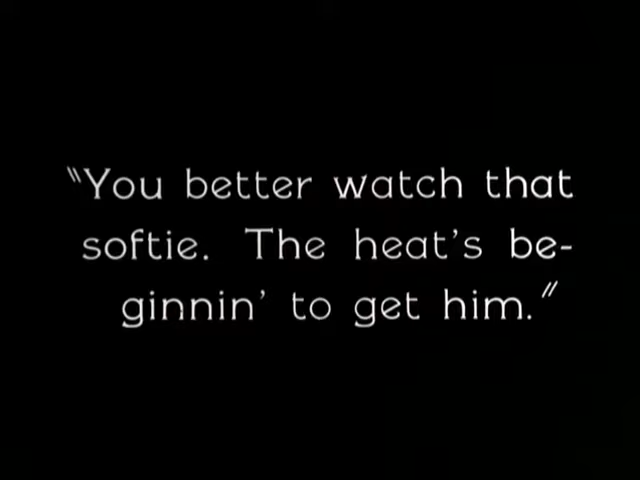 "You better watch that
softie. The heat's be-
ginnin' to get him."